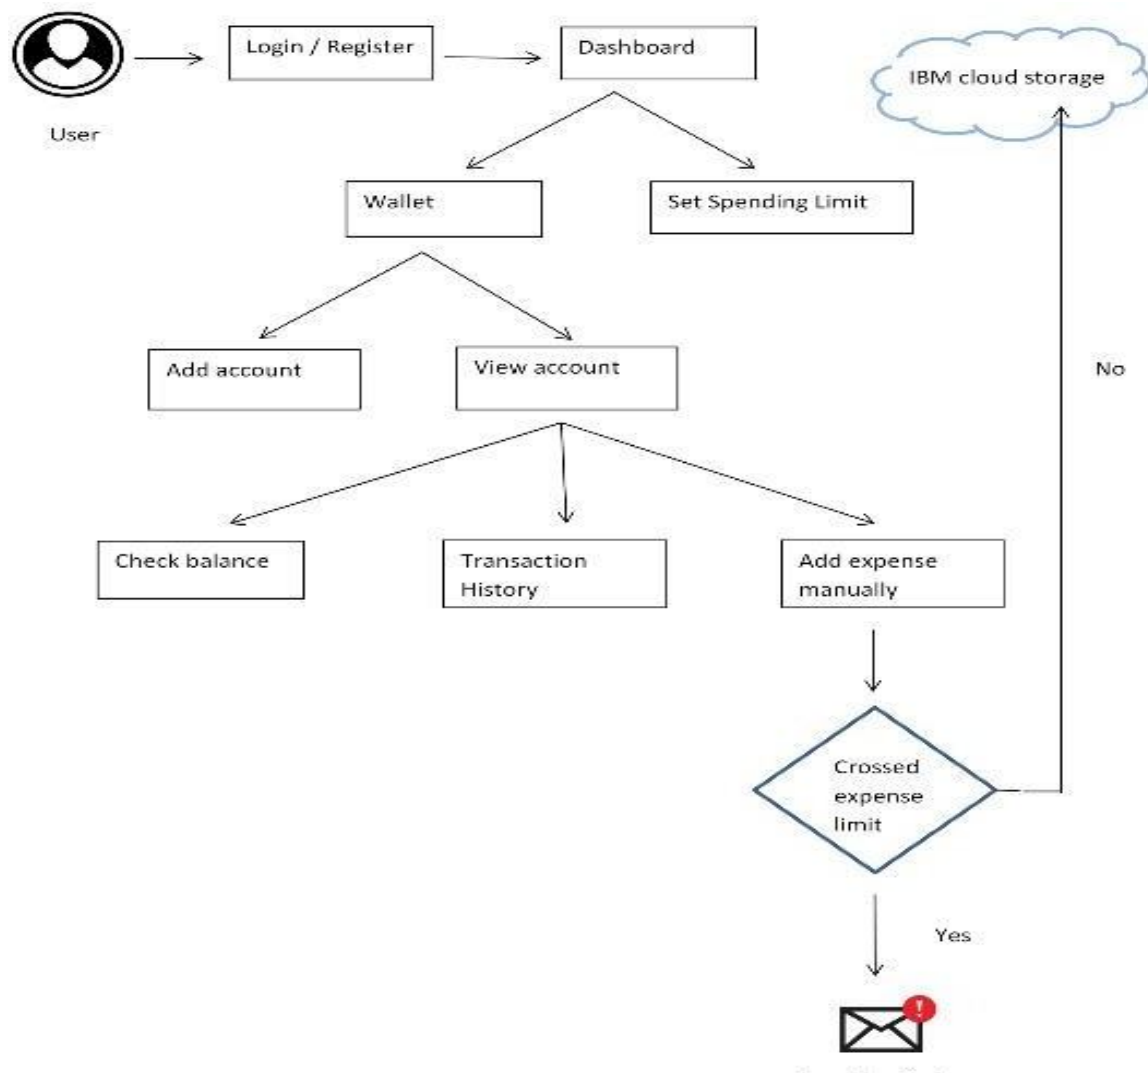 Login / Register
Dashboard
IBM cloud storage
User
Wallet
Set Spending Limit
Add account
View account
No
Check balance
Transaction
History
Add expense
manually
Crossed
expense
limit
Yes
!